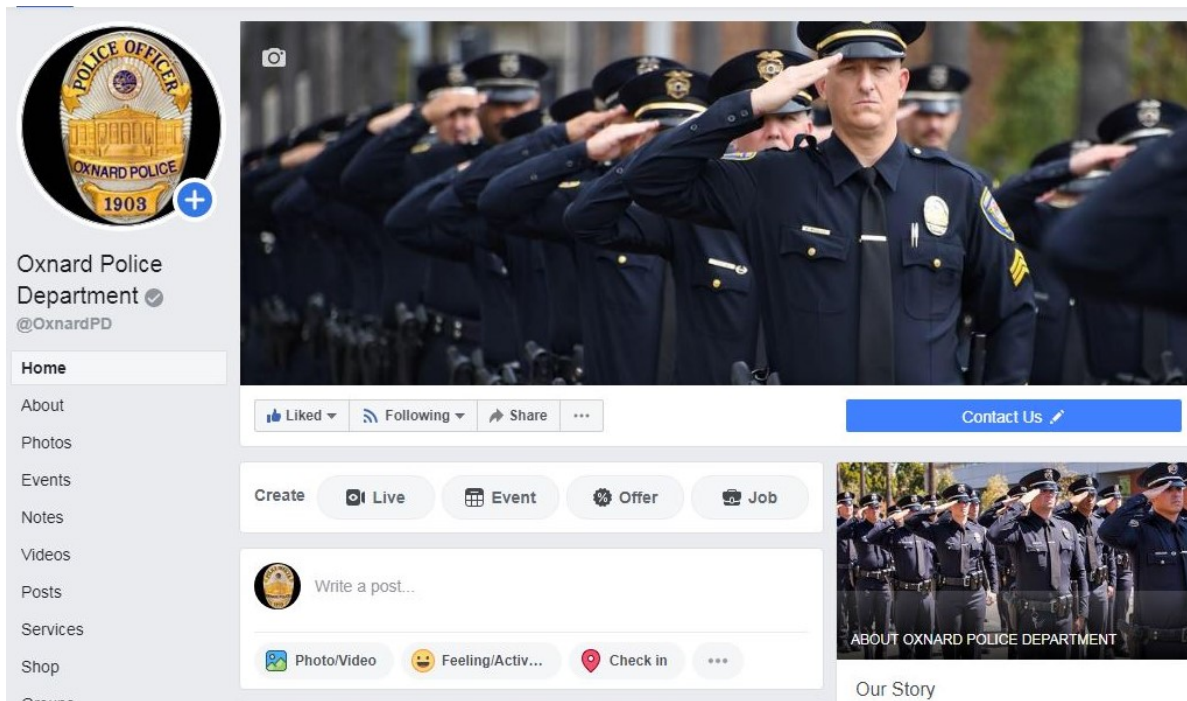 POLICE OFFICER
OXNARD POLICE
1903
Oxnard Police
Department
@OxnardPD
Home
About
Photos
Events
Notes
Videos
Posts
Services
Shop
Groups
Liked
Following
Share
Contact Us
Create
Live
Event
Offer
Job
Write a post...
Photo/Video
Feeling/Activ...
Check in
ABOUT OXNARD POLICE DEPARTMENT
Our Story